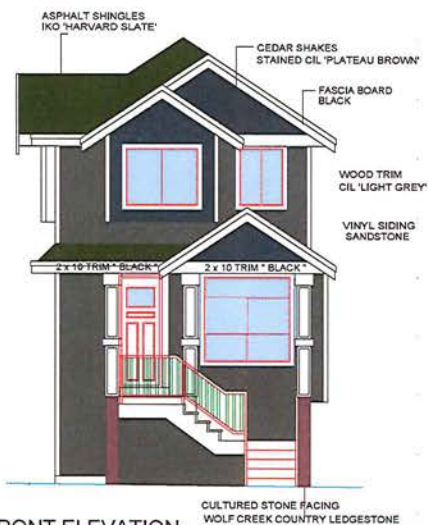 ASPHALT SHINGLES
IKO 'HARVARD SLATE'
CEDAR SHAKES
STAINED CIL 'PLATEAU BROWN'
FASCIA BOARD
BLACK
WOOD TRIM
CIL 'LIGHT GREY'
VINYL SIDING
SANDSTONE
2 x 10 TRIM " BLACK "
2 x 10 TRIM " BLACK "
CULTURED STONE FACING
WOLF CREEK COUNTRY LEDGESTONE
RONT ELEVATION